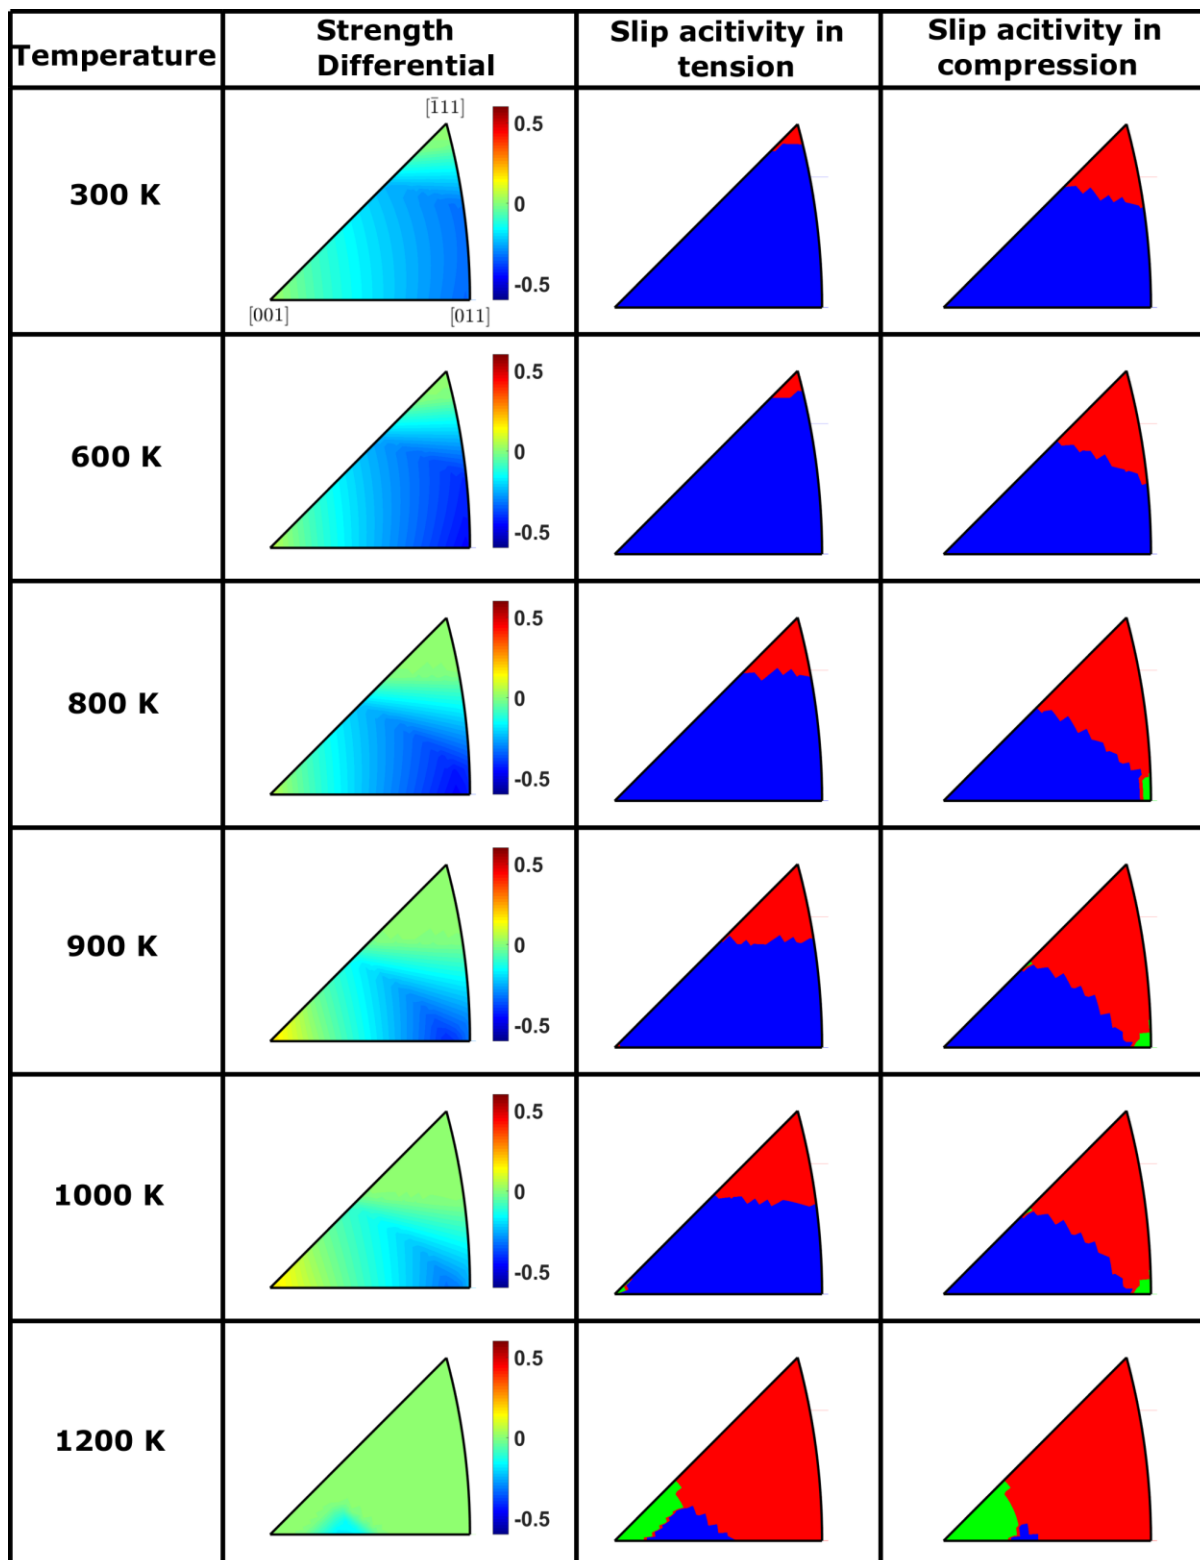 Temperature
Strength
Differential
Slip acitivity in
tension
Slip acitivity in
compression
300 K
[1̄11]
[001]
[011]
0.5
0
-0.5
600 K
0.5
0
-0.5
800 K
0.5
0
-0.5
900 K
0.5
0
-0.5
1000 K
0.5
0
-0.5
1200 K
0.5
0
-0.5